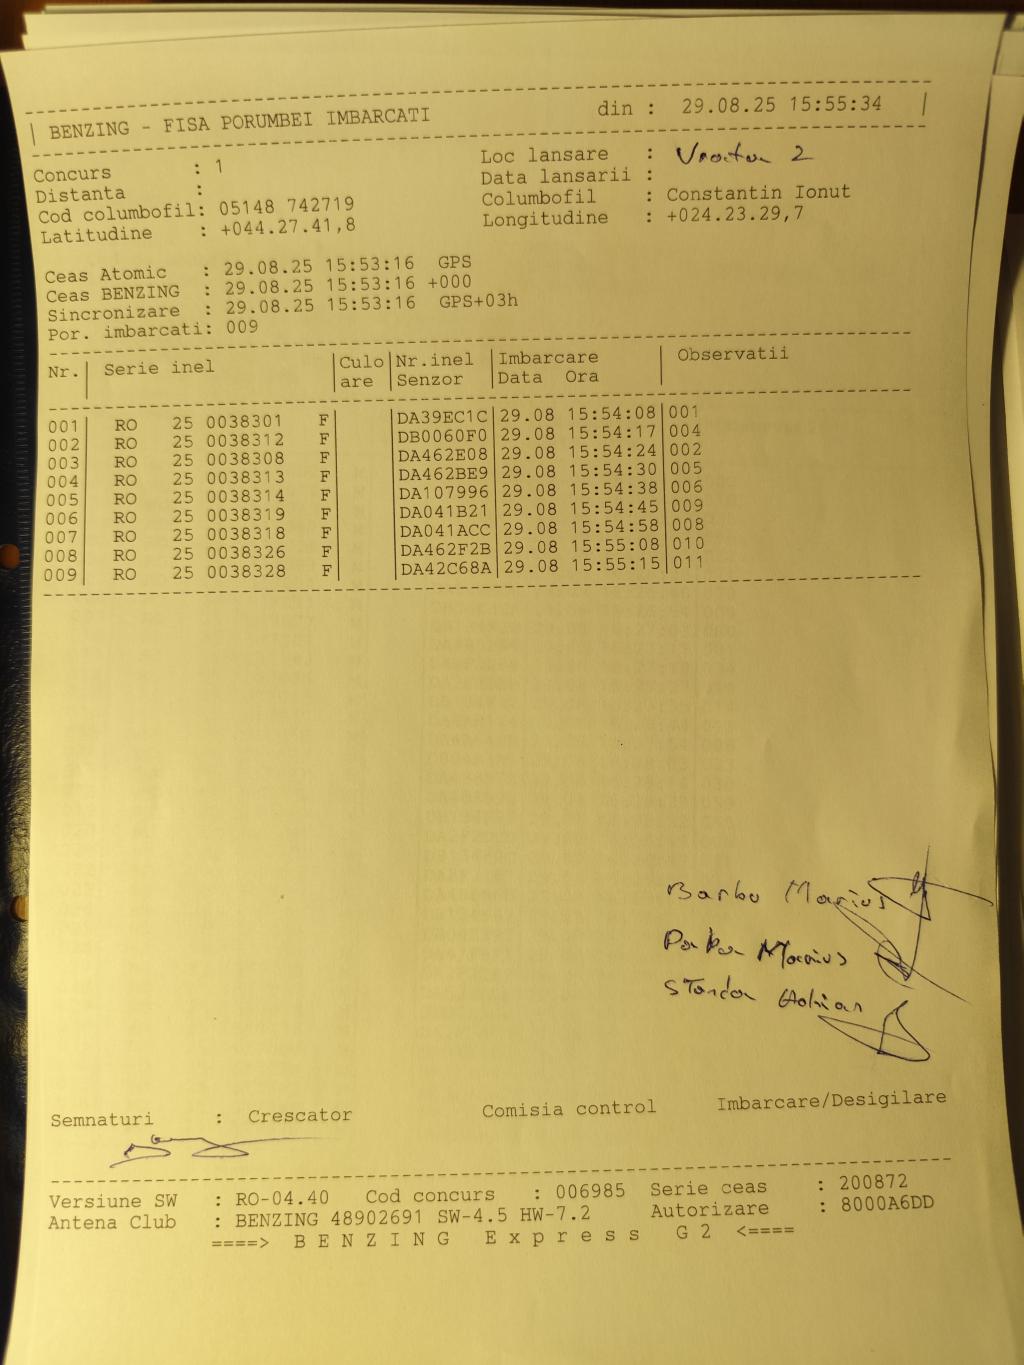 | BENZING - FISA PORUMBEI IMBARCATI din : 29.08.25 15:55:34 |
Concurs : 1 Loc lansare : 2
Distanta : Data lansarii :
Cod columbofil: 05148 742719 Columbofil : Constantin Ionut
Latitudine : +044.27.41,8 Longitudine : +024.23.29,7
Ceas Atomic : 29.08.25 15:53:16 GPS
Ceas BENZING : 29.08.25 15:53:16 +000
Sincronizare : 29.08.25 15:53:16 GPS+03h
Por. imbarcati: 009
Nr.| Serie inel |Culo|Nr.inel |Imbarcare | Observatii
are |Senzor |Data Ora |
001| RO 25 0038301 F | |DA39EC1C|29.08 15:54:08|001
002| RO 25 0038312 F | |DB0060F0|29.08 15:54:17|004
003| RO 25 0038308 F | |DA462E08|29.08 15:54:24|002
004| RO 25 0038313 F | |DA462BE9|29.08 15:54:30|005
005| RO 25 0038314 F | |DA107996|29.08 15:54:38|006
006| RO 25 0038319 F | |DA041B21|29.08 15:54:45|009
007| RO 25 0038318 F | |DA041ACC|29.08 15:54:58|008
008| RO 25 0038326 F | |DA462F2B|29.08 15:55:08|010
009| RO 25 0038328 F | |DA42C68A|29.08 15:55:15|011
Barbu Marius
Marius
Adrian
Semnaturi : Crescator Comisia control Imbarcare/Desigilare
Versiune SW : RO-04.40 Cod concurs : 006985 Serie ceas : 200872
Antena Club : BENZING 48902691 SW-4.5 HW-7.2 Autorizare : 8000A6DD
====> B E N Z I N G E x p r e s s G 2 <====